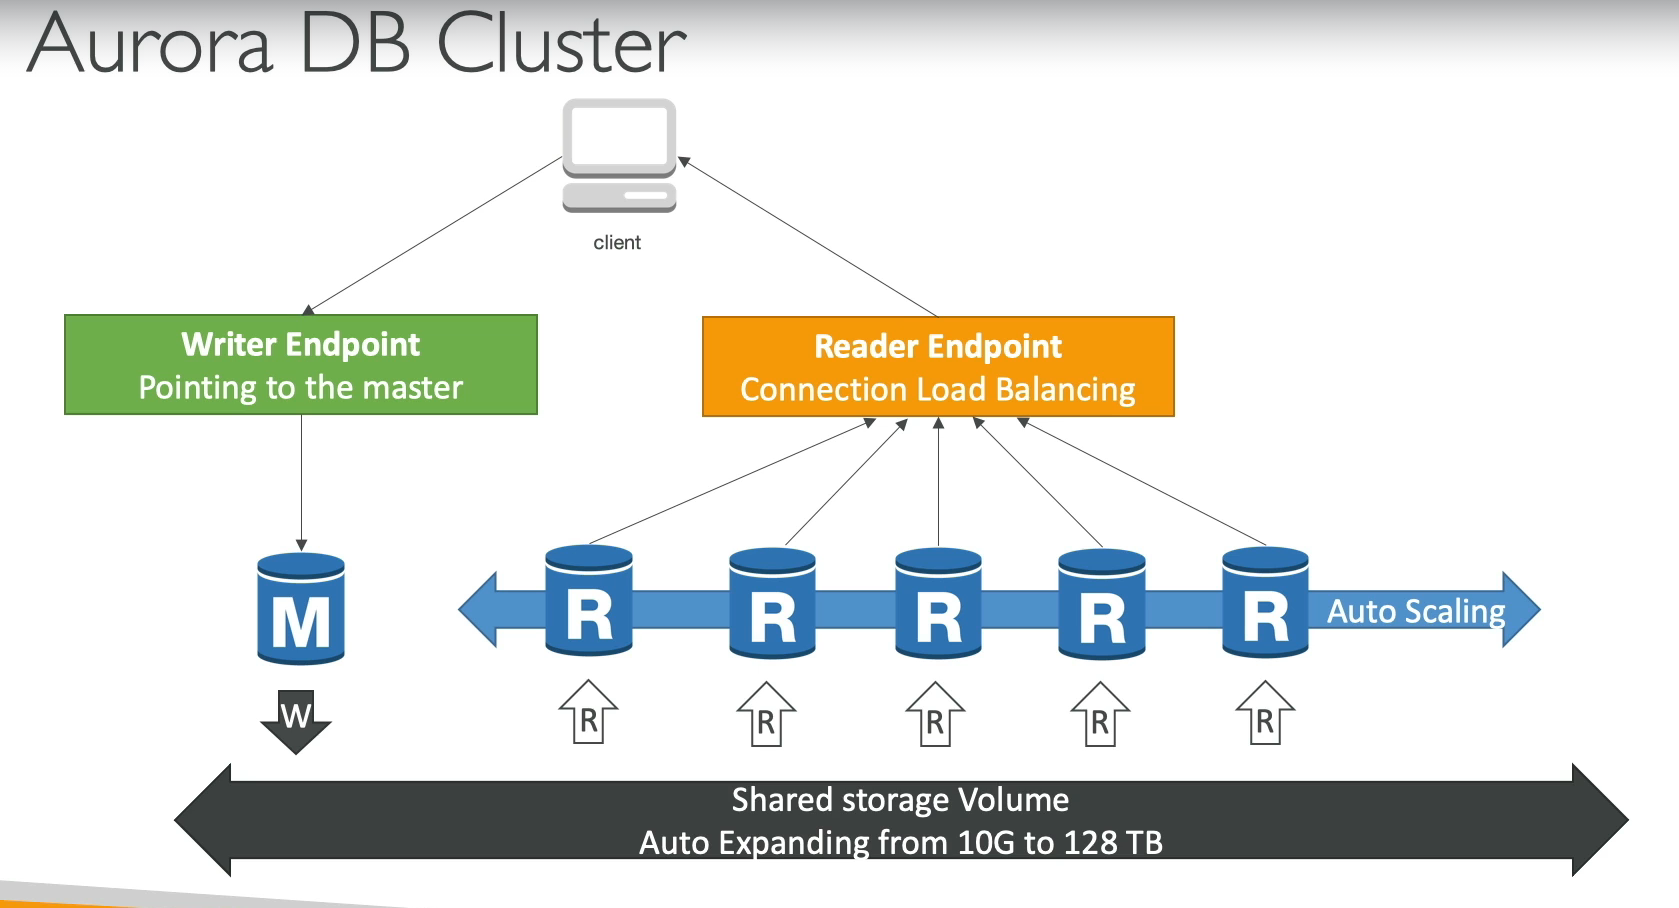 Aurora DB Cluster
client
Writer Endpoint
Pointing to the master
Reader Endpoint
Connection Load Balancing
M
R
R
R
R
R
Auto Scaling
W
R
R
R
R
R
Shared storage Volume
Auto Expanding from 10G to 128 TB